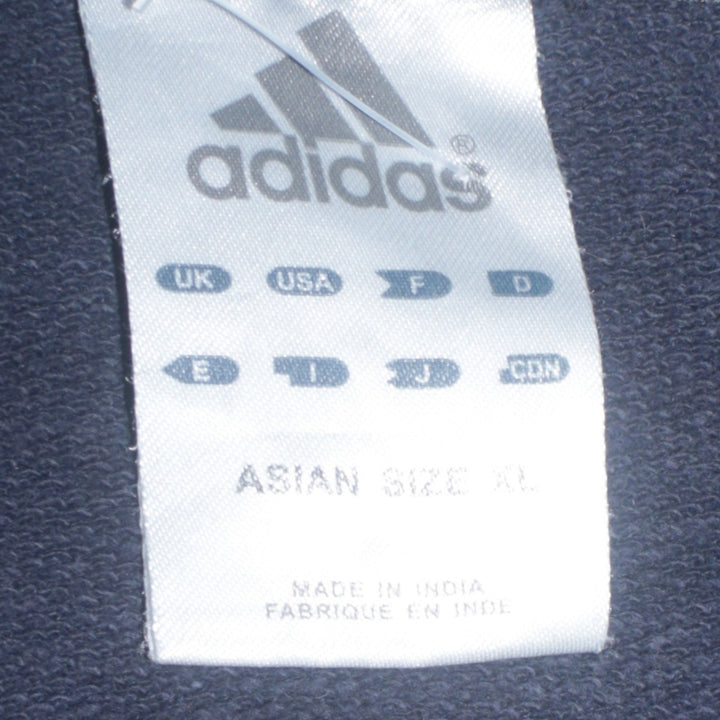 adidas®
UK USA F D
E I J CDN
ASIAN SIZE XL
MADE IN INDIA
FABRIQUE EN INDE